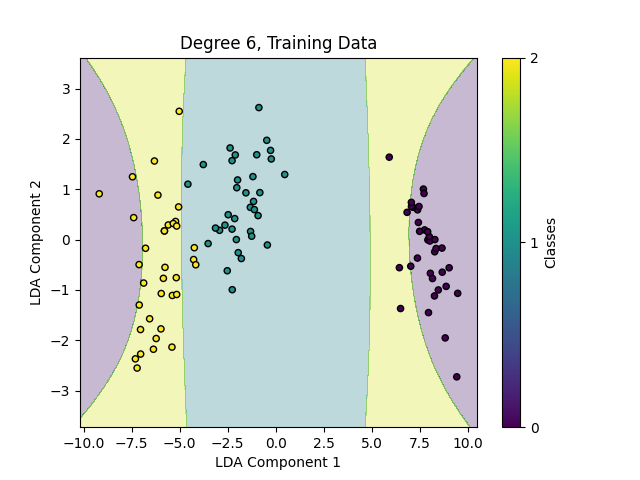 Degree 6, Training Data
3
2
1
0
−1
−2
−3
LDA Component 2
−10.0 −7.5 −5.0 −2.5 0.0 2.5 5.0 7.5 10.0
LDA Component 1
2
1
0
Classes